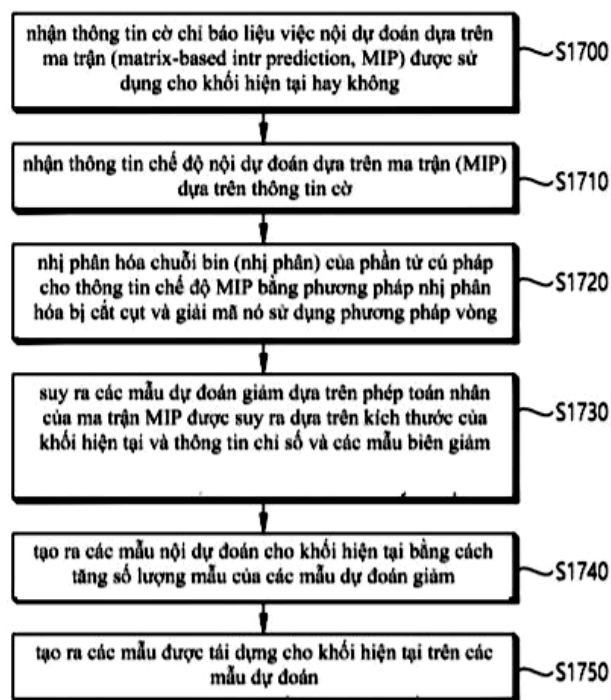 nhận thông tin cờ chỉ báo liệu việc nội dự đoán dựa trên
ma trận (matrix-based intr prediction, MIP) được sử
dụng cho khối hiện tại hay không
S1700
nhận thông tin chế độ nội dự đoán dựa trên ma trận (MIP)
dựa trên thông tin cờ
S1710
nhị phân hóa chuỗi bin (nhị phân) của phần tử cú pháp
cho thông tin chế độ MIP bằng phương pháp nhị phân
hóa bị cắt cụt và giải mã nó sử dụng phương pháp vòng
S1720
suy ra các mẫu dự đoán giảm dựa trên phép toán nhân
của ma trận MIP được suy ra dựa trên kích thước của
khối hiện tại và thông tin chỉ số và các mẫu biên giảm
S1730
tạo ra các mẫu nội dự đoán cho khối hiện tại bằng cách
tăng số lượng mẫu của các mẫu dự đoán giảm
S1740
tạo ra các mẫu được tái dựng cho khối hiện tại trên các
mẫu dự đoán
S1750